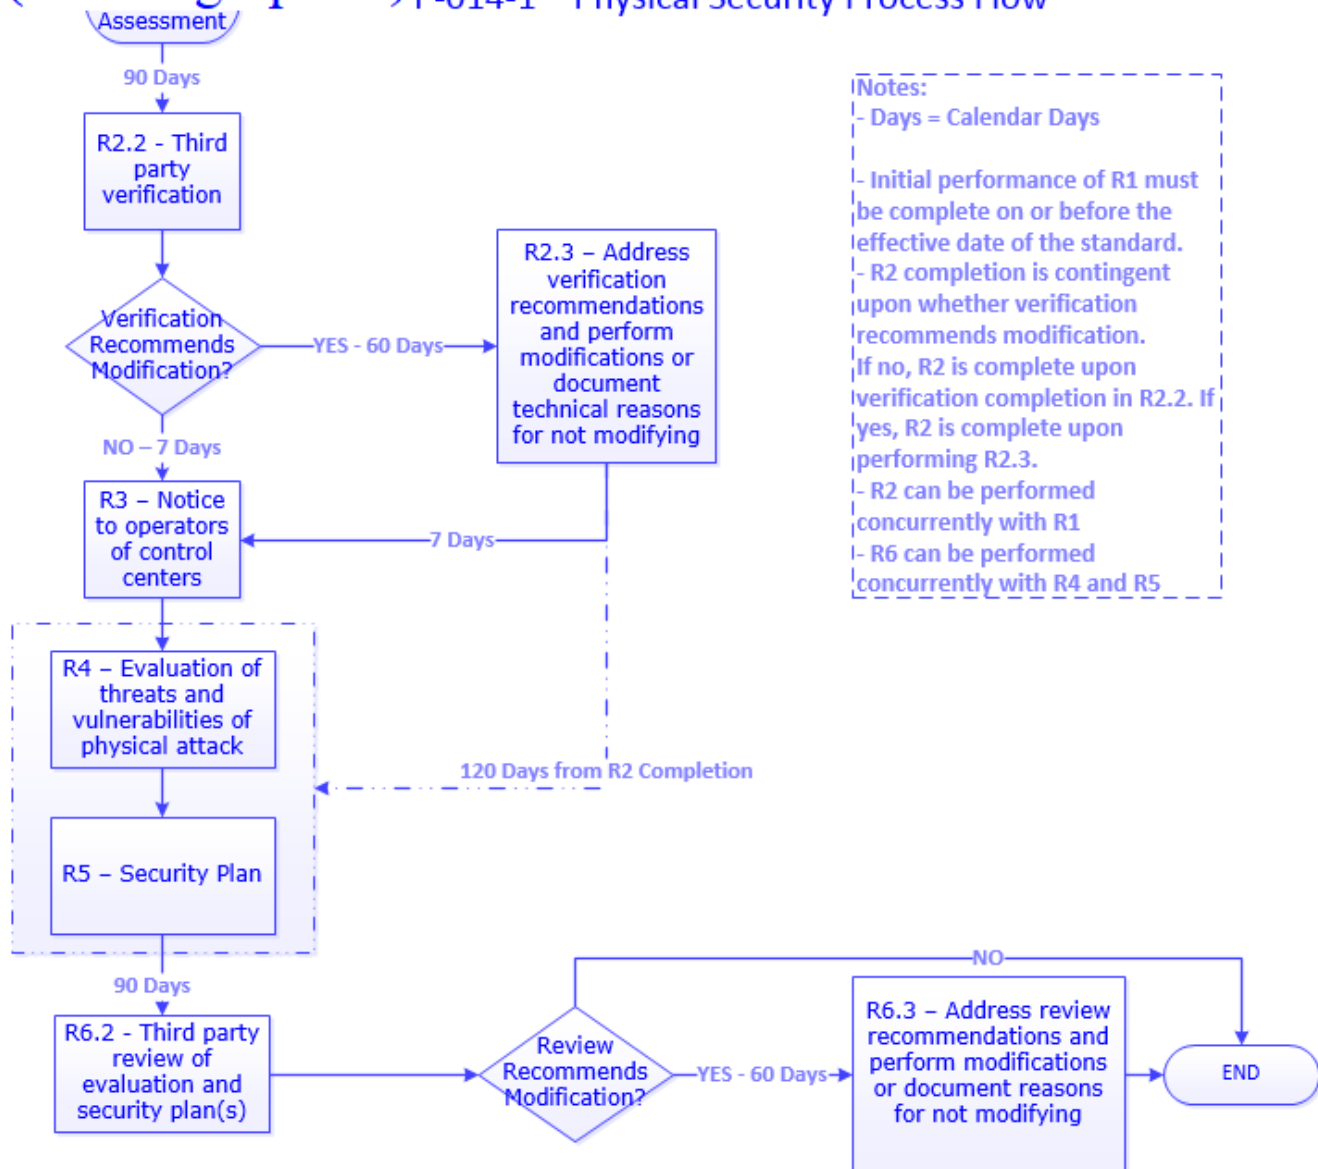 P-014-1 – Physical Security Process Flow
Assessment
90 Days
R2.2 - Third
party
verification
Verification
Recommends
Modification?
YES - 60 Days
R2.3 – Address
verification
recommendations
and perform
modifications or
document
technical reasons
for not modifying
NO – 7 Days
R3 – Notice
to operators
of control
centers
7 Days
R4 – Evaluation of
threats and
vulnerabilities of
physical attack
120 Days from R2 Completion
R5 – Security Plan
90 Days
R6.2 - Third party
review of
evaluation and
security plan(s)
Review
Recommends
Modification?
NO
YES - 60 Days
R6.3 – Address review
recommendations and
perform modifications
or document reasons
for not modifying
END
Notes:
- Days = Calendar Days
- Initial performance of R1 must
be complete on or before the
effective date of the standard.
- R2 completion is contingent
upon whether verification
recommends modification.
If no, R2 is complete upon
verification completion in R2.2. If
yes, R2 is complete upon
performing R2.3.
- R2 can be performed
concurrently with R1
- R6 can be performed
concurrently with R4 and R5